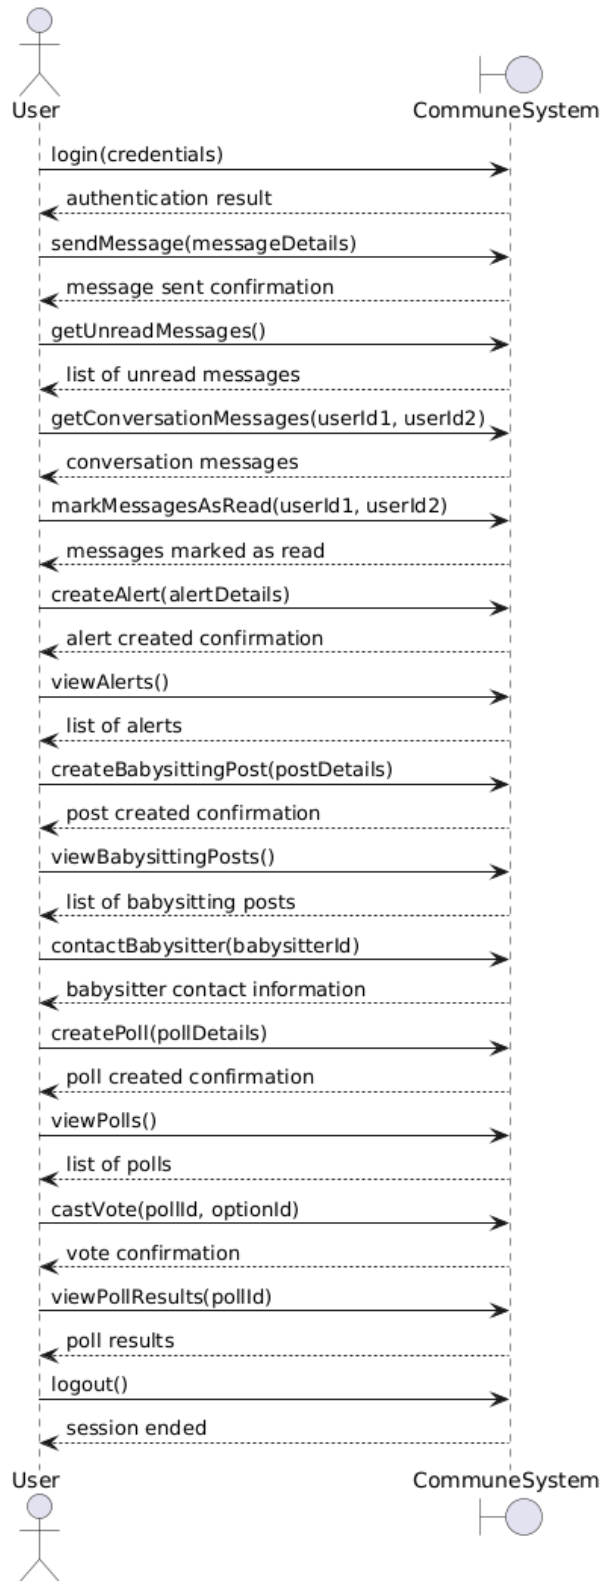 User
CommuneSystem
login(credentials)
authentication result
sendMessage(messageDetails)
message sent confirmation
getUnreadMessages()
list of unread messages
getConversationMessages(userId1, userId2)
conversation messages
markMessagesAsRead(userId1, userId2)
messages marked as read
createAlert(alertDetails)
alert created confirmation
viewAlerts()
list of alerts
createBabysittingPost(postDetails)
post created confirmation
viewBabysittingPosts()
list of babysitting posts
contactBabysitter(babysitterId)
babysitter contact information
createPoll(pollDetails)
poll created confirmation
viewPolls()
list of polls
castVote(pollId, optionId)
vote confirmation
viewPollResults(pollId)
poll results
logout()
session ended
User
CommuneSystem